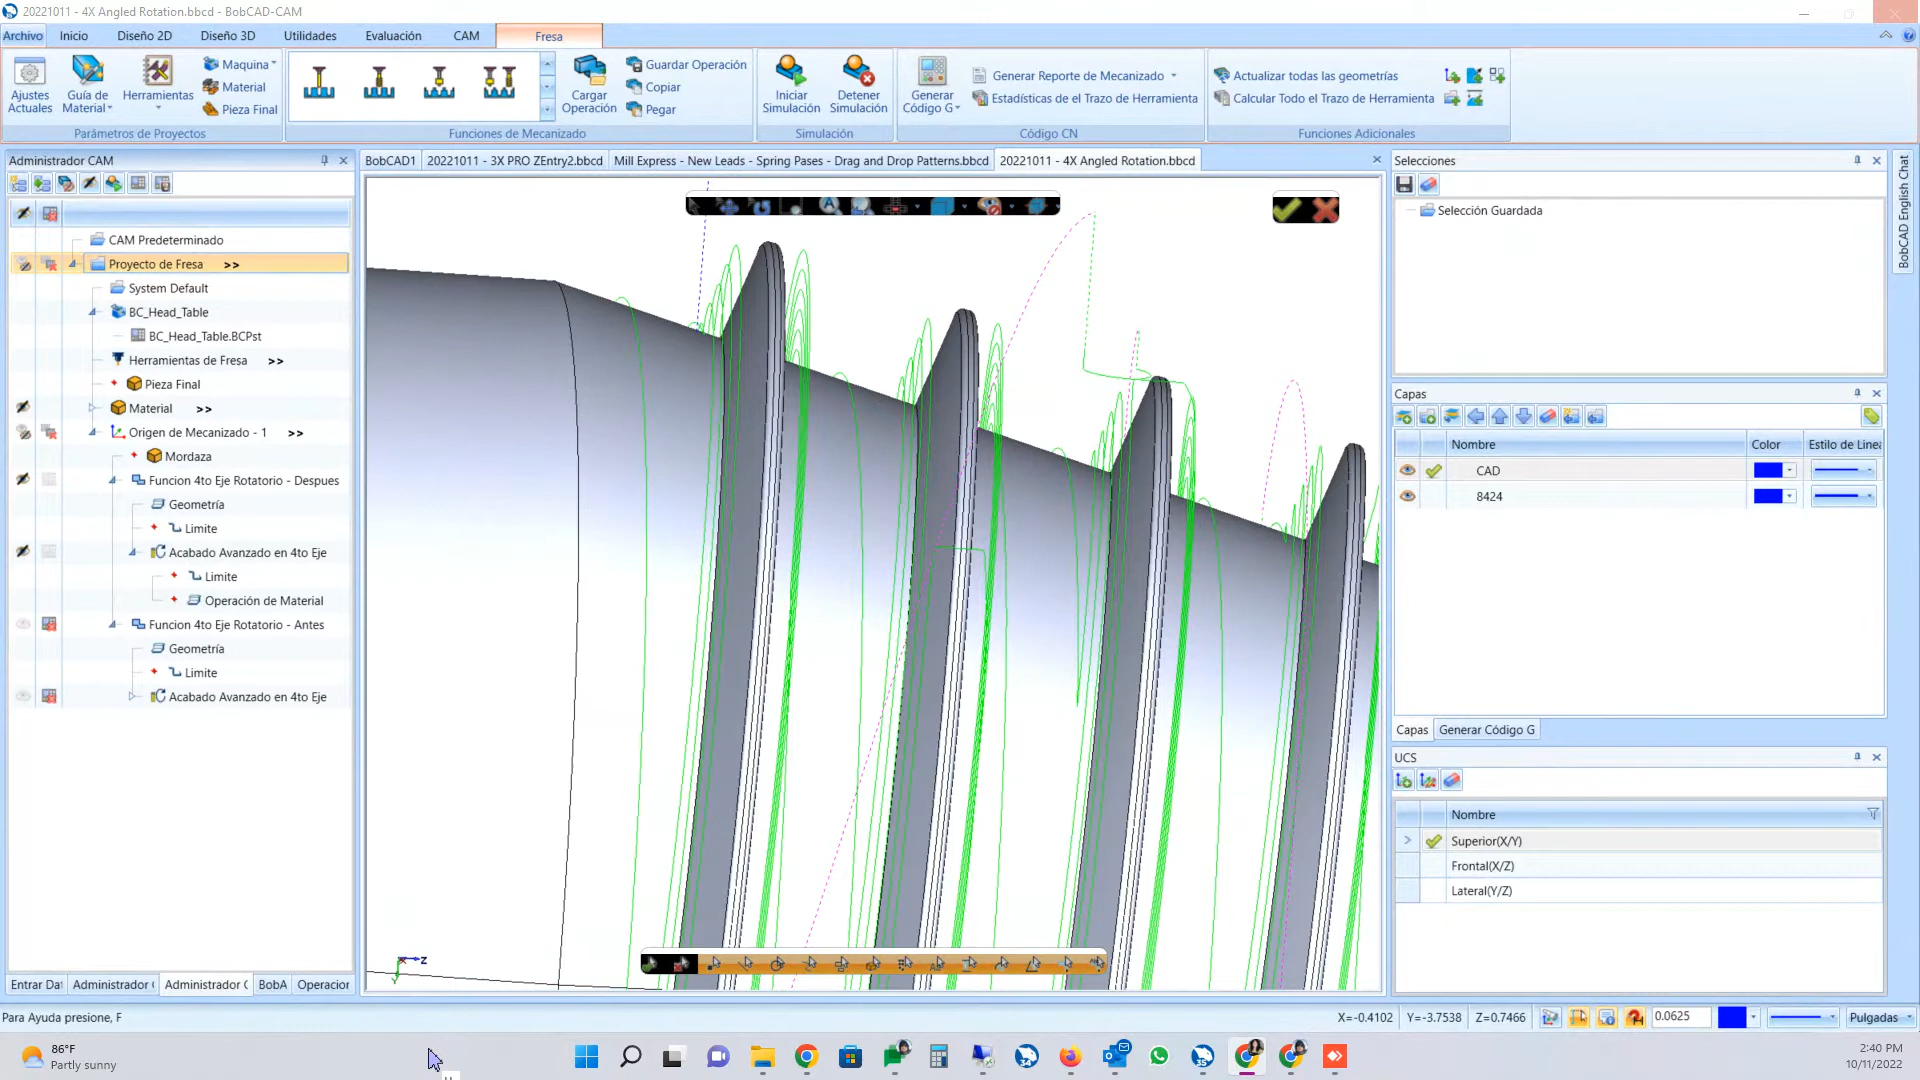 20221011 - 4X Angled Rotation.bbcd - BobCAD-CAM
Archivo Inicio Diseño 2D Diseño 3D Utilidades Evaluación CAM Fresa
Ajustes Actuales
Guía de Material
Herramientas
Maquina
Material
Pieza Final
Parámetros de Proyectos
Cargar Operación
Guardar Operación
Copiar
Pegar
Funciones de Mecanizado
Iniciar Simulación
Detener Simulación
Simulación
Generar Código G
Generar Reporte de Mecanizado
Estadísticas de el Trazo de Herramienta
Código CN
Actualizar todas las geometrías
Calcular Todo el Trazo de Herramienta
Funciones Adicionales
Administrador CAM
CAM Predeterminado
Proyecto de Fresa >>
System Default
BC_Head_Table
BC_Head_Table.BCPst
Herramientas de Fresa >>
Pieza Final
Material >>
Origen de Mecanizado - 1 >>
Mordaza
Funcion 4to Eje Rotatorio - Despues
Geometría
Limite
Acabado Avanzado en 4to Eje
Limite
Operación de Material
Funcion 4to Eje Rotatorio - Antes
Geometría
Limite
Acabado Avanzado en 4to Eje
Entrar Dat Administrador ( Administrador C BobA Operacior
BobCAD1 20221011 - 3X PRO ZEntry2.bbcd Mill Express - New Leads - Spring Pases - Drag and Drop Patterns.bbcd 20221011 - 4X Angled Rotation.bbcd
Z
Y
Selecciones
Selección Guardada
BobCAD English Chat
Capas
Nombre Color Estilo de Linea
CAD
8424
Capas Generar Código G
UCS
Nombre
Superior(X/Y)
Frontal(X/Z)
Lateral(Y/Z)
Para Ayuda presione, F
X=-0.4102 Y=-3.7538 Z=0.7466 0.0625 Pulgadas
86°F
Partly sunny
2:40 PM
10/11/2022